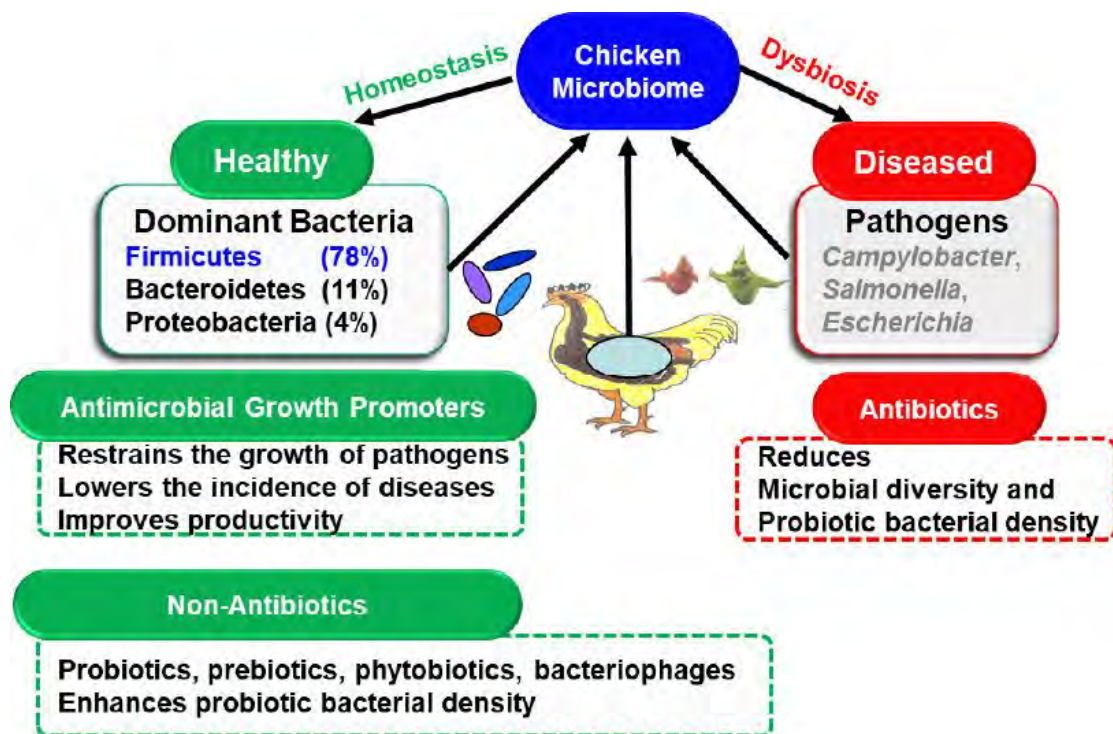 Chicken
Microbiome
Homeostasis
Dysbiosis
Healthy
Dominant Bacteria
Firmicutes (78%)
Bacteroidetes (11%)
Proteobacteria (4%)
Diseased
Pathogens
Campylobacter,
Salmonella,
Escherichia
Antimicrobial Growth Promoters
Restrains the growth of pathogens
Lowers the incidence of diseases
Improves productivity
Antibiotics
Reduces
Microbial diversity and
Probiotic bacterial density
Non-Antibiotics
Probiotics, prebiotics, phytobiotics, bacteriophages
Enhances probiotic bacterial density